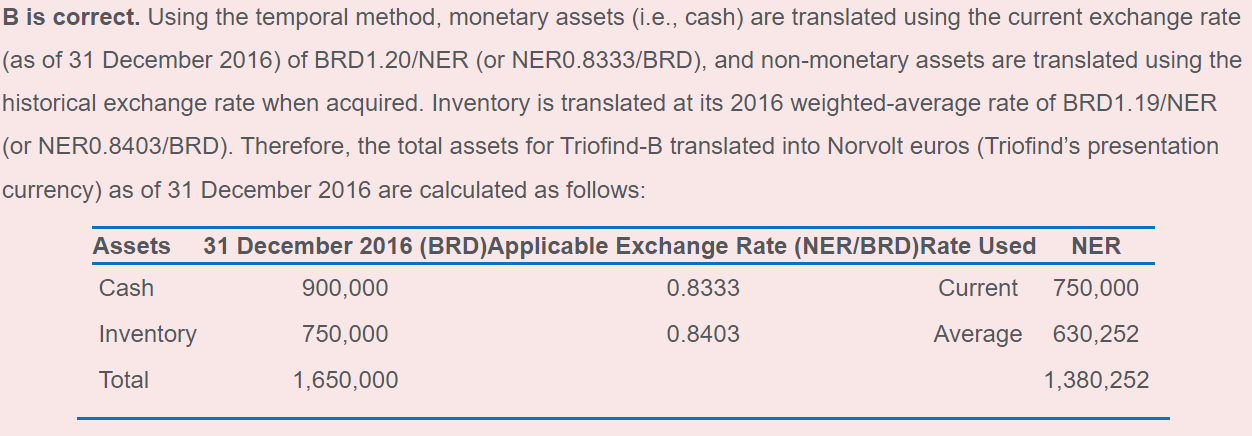 B is correct. Using the temporal method, monetary assets (i.e., cash) are translated using the current exchange rate
(as of 31 December 2016) of BRD1.20/NER (or NER0.8333/BRD), and non-monetary assets are translated using the
historical exchange rate when acquired. Inventory is translated at its 2016 weighted-average rate of BRD1.19/NER
(or NER0.8403/BRD). Therefore, the total assets for Triofind-B translated into Norvolt euros (Triofind’s presentation
currency) as of 31 December 2016 are calculated as follows:
Assets 31 December 2016 (BRD)Applicable Exchange Rate (NER/BRD)Rate Used NER
Cash 900,000 0.8333 Current 750,000
Inventory 750,000 0.8403 Average 630,252
Total 1,650,000 1,380,252